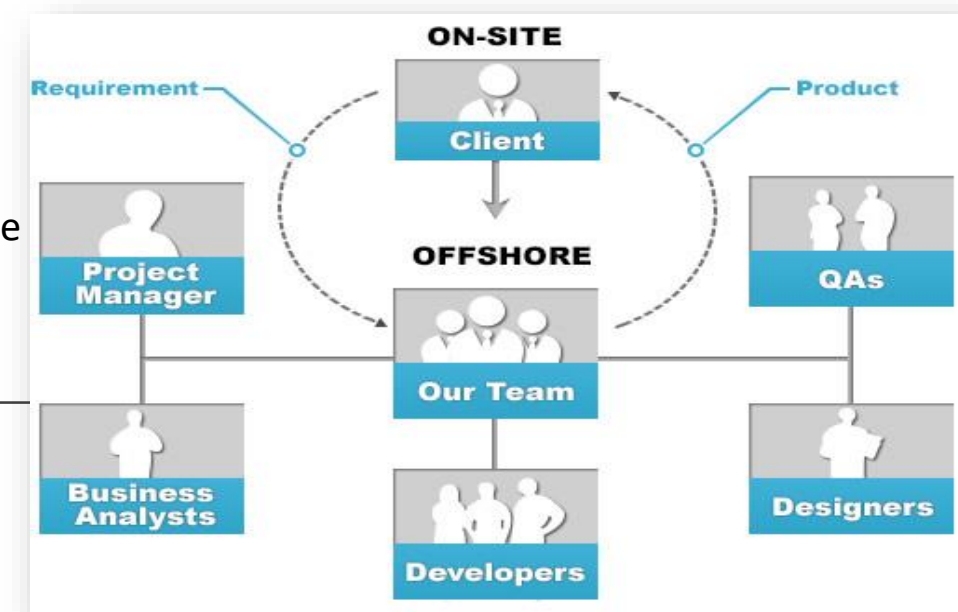 ON-SITE
Requirement
Product
Client
e
OFFSHORE
Project
Manager
QAs
Our Team
Business
Analysts
Designers
Developers